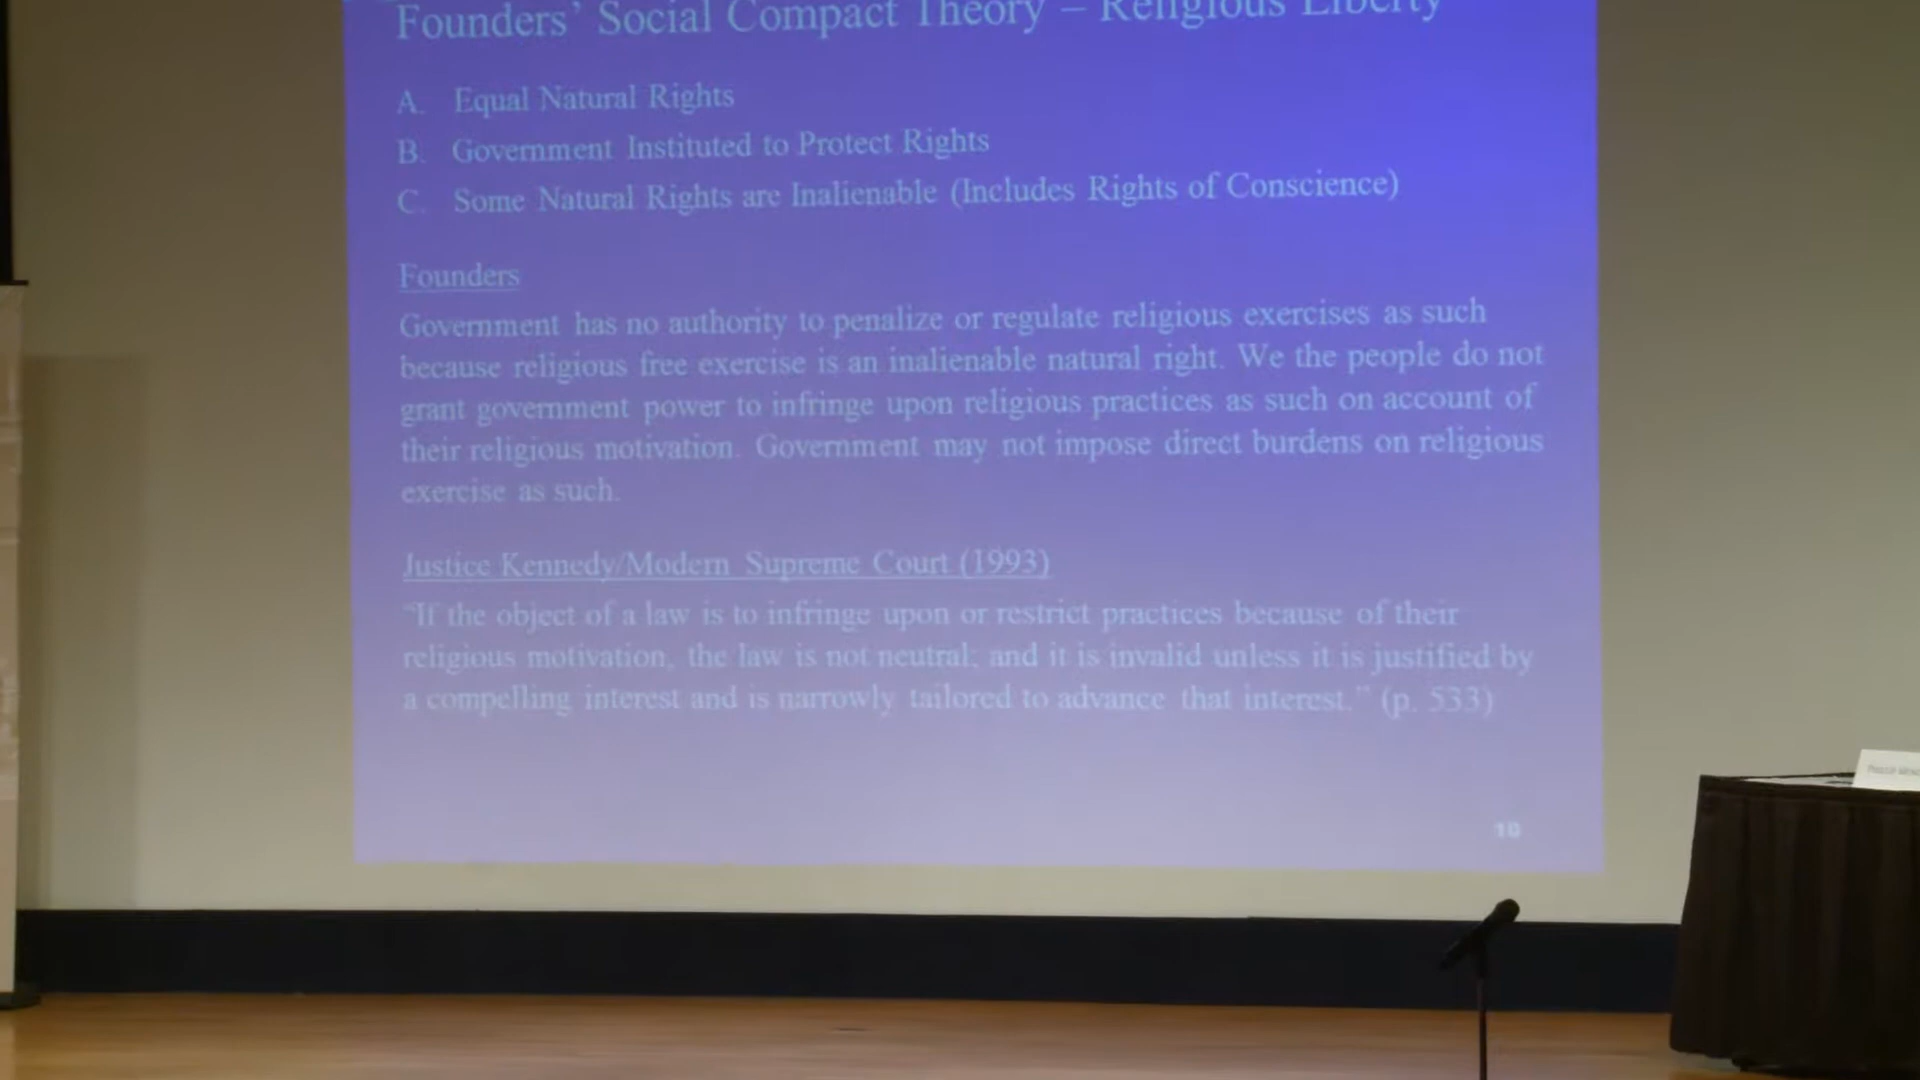 Founders’ Social Compact Theory – Religious Liberty
A. Equal Natural Rights
B. Government Instituted to Protect Rights
C. Some Natural Rights are Inalienable (Includes Rights of Conscience)
Founders
Government has no authority to penalize or regulate religious exercises as such
because religious free exercise is an inalienable natural right. We the people do not
grant government power to infringe upon religious practices as such on account of
their religious motivation. Government may not impose direct burdens on religious
exercise as such.
Justice Kennedy/Modern Supreme Court (1993)
“If the object of a law is to infringe upon or restrict practices because of their
religious motivation, the law is not neutral; and it is invalid unless it is justified by
a compelling interest and is narrowly tailored to advance that interest.” (p. 533)
10